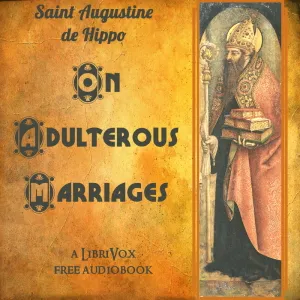 Saint Augustine
de Hippo
On
Adulterous
Marriages
a LibriVox
free audiobook